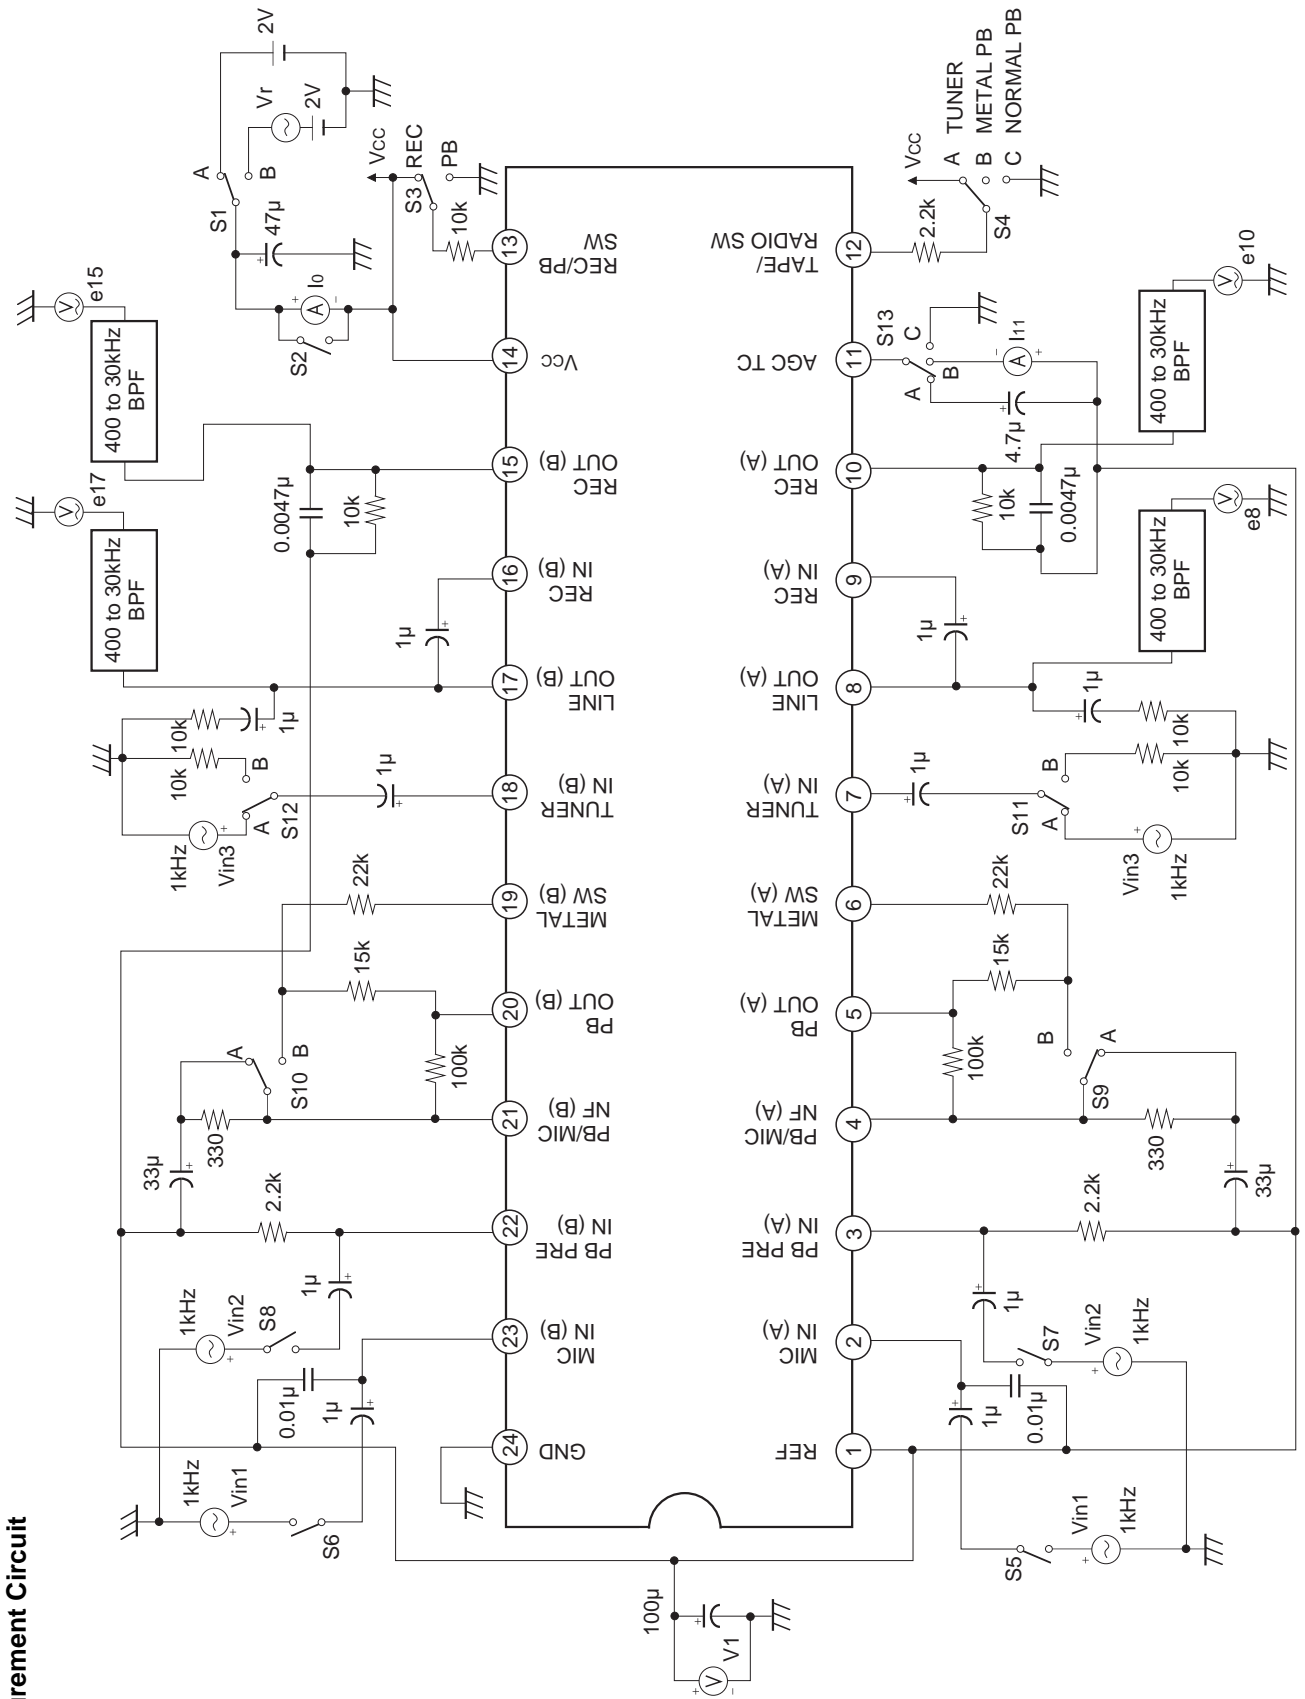 rement Circuit
2V
Vr
2V
A
B
S1
47µ
I0
A
S2
VCC
REC
PB
S3
10k
13
REC/PB
SW
14
VCC
V
e15
400 to 30kHz
BPF
V
e17
400 to 30kHz
BPF
0.0047µ
10k
15
REC
OUT (B)
16
REC
IN (B)
1µ
17
LINE
OUT (B)
10k
1µ
10k
B
A
S12
1kHz
Vin3
1µ
18
TUNER
IN (B)
22k
19
METAL
SW (B)
15k
20
PB
OUT (B)
A
B
S10
100k
21
PB/MIC
NF (B)
330
33µ
2.2k
22
PB PRE
IN (B)
1µ
1kHz
Vin2
S8
23
MIC
IN (B)
0.01µ
1µ
24
GND
1kHz
Vin1
S6
VCC
A TUNER
B METAL PB
C NORMAL PB
S4
2.2k
12
TAPE/
RADIO SW
11
AGC TC
S13
C
B
A
I11
A
4.7µ
e10
V
400 to 30kHz
BPF
10
REC
OUT (A)
10k
0.0047µ
e8
V
400 to 30kHz
BPF
9
REC
IN (A)
1µ
8
LINE
OUT (A)
1µ
10k
10k
B
A
S11
1µ
7
TUNER
IN (A)
Vin3
1kHz
6
METAL
SW (A)
22k
15k
5
PB
OUT (A)
100k
B
A
S9
4
PB/MIC
NF (A)
330
33µ
3
PB PRE
IN (A)
2.2k
1µ
S7
Vin2
1kHz
2
MIC
IN (A)
1µ
0.01µ
1
REF
S5
Vin1
1kHz
100µ
V
V1